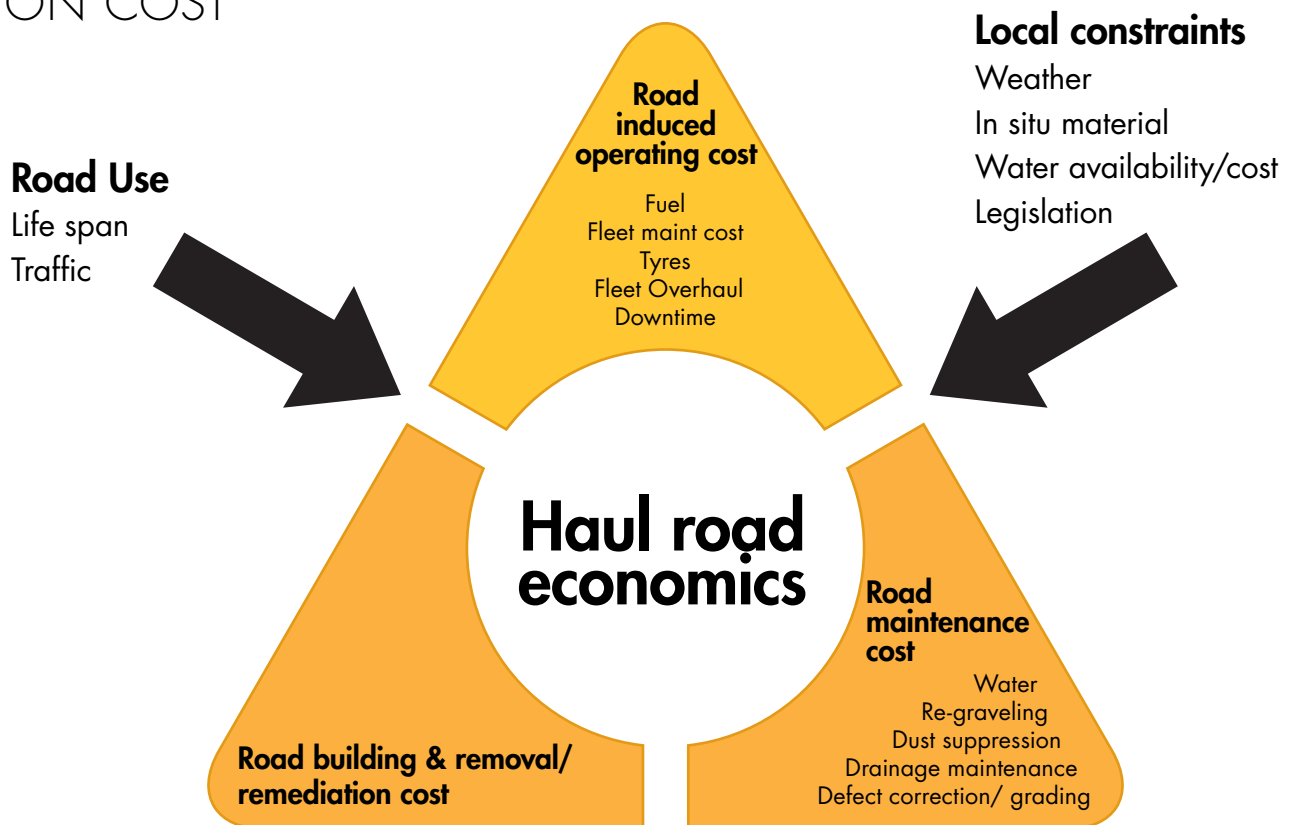 ON COST
Local constraints
Weather
In situ material
Water availability/cost
Legislation
Road Use
Life span
Traffic
Road
induced
operating cost
Fuel
Fleet maint cost
Tyres
Fleet Overhaul
Downtime
Haul road
economics
Road
maintenance
cost
Water
Re-graveling
Dust suppression
Drainage maintenance
Defect correction/ grading
Road building & removal/
remediation cost